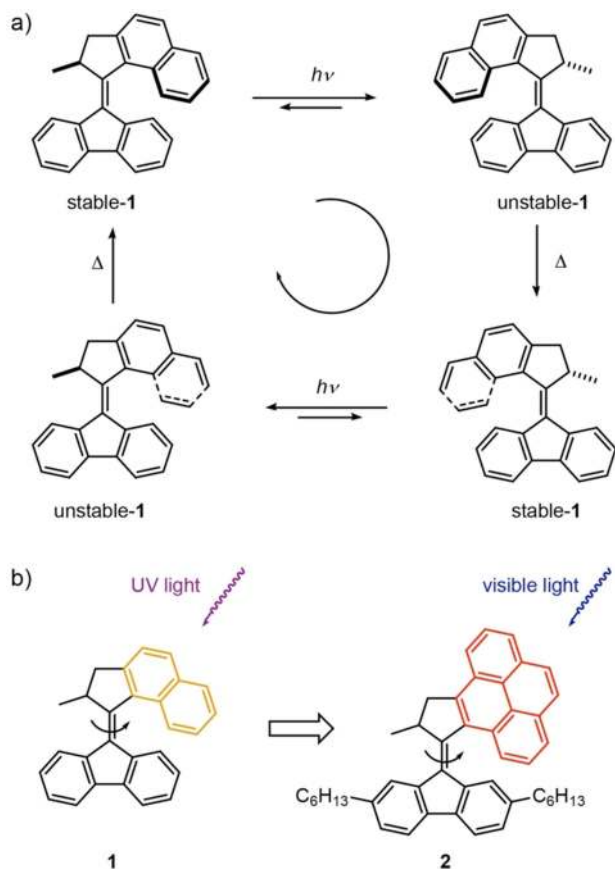 a)
hν
stable-1
unstable-1
Δ
Δ
hν
unstable-1
stable-1
b)
UV light
visible light
C6H13
C6H13
1
2